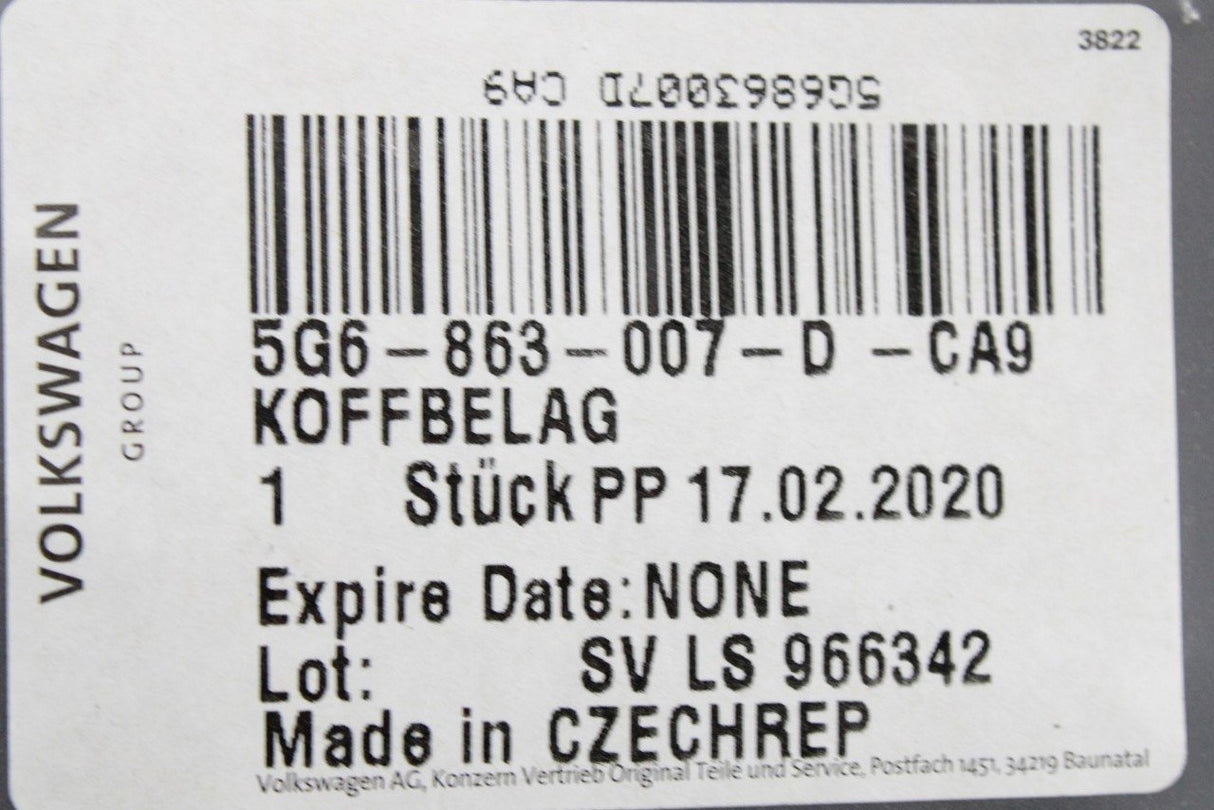 3822
5G6863007D CA9
5G6-863-007-D -CA9
KOFFBELAG
1 Stück PP 17.02.2020
Expire Date:NONE
Lot: SV LS 966342
Made in CZECHREP
Volkswagen AG, Konzern Vertrieb Original Teile und Service, Postfach 1451, 34219 Baunatal
VOLKSWAGEN
GROUP